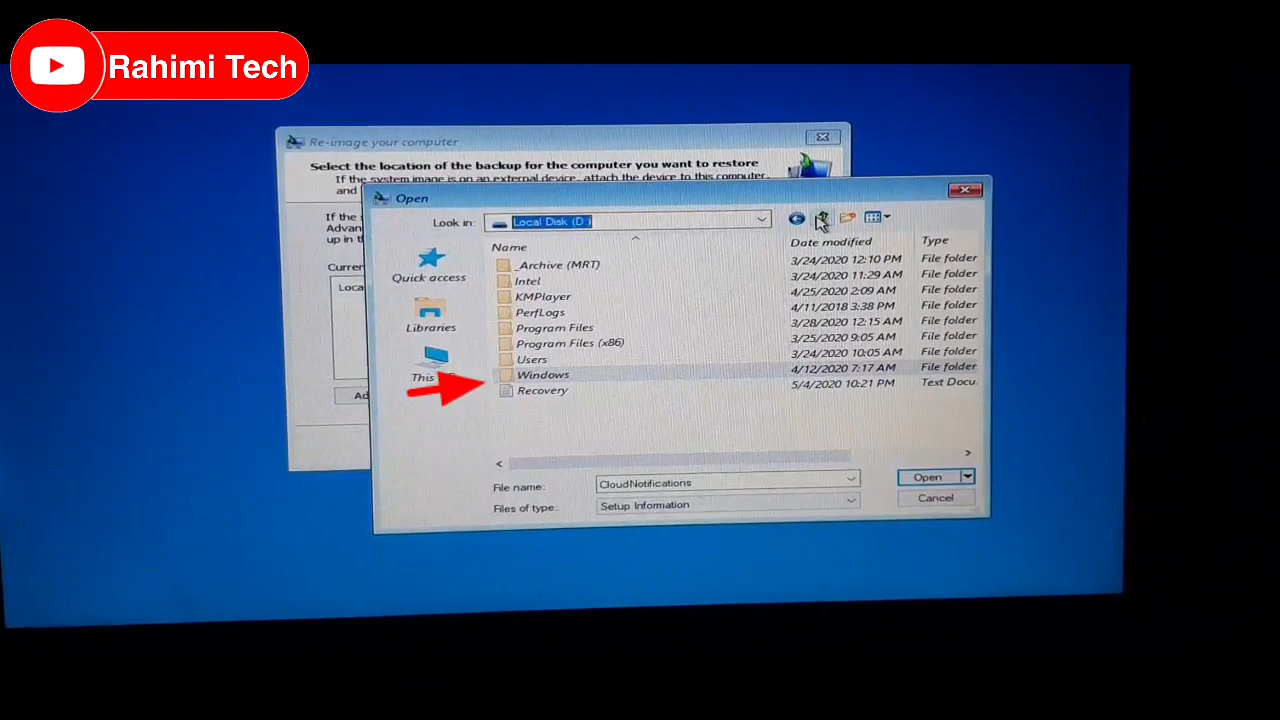 Rahimi Tech
Re-image your computer
Select the location of the backup for the computer you want to restore
If the system image is on an external device, attach the device to this computer,
and
If the s
Advan
up in t
Curren
Loca
Ad
Open
Look in: Local Disk (D:)
Name Date modified Type
_Archive (MRT) 3/24/2020 12:10 PM File folder
Intel 3/24/2020 11:29 AM File folder
KMPlayer 4/25/2020 2:09 AM File folder
PerfLogs 4/11/2018 3:38 PM File folder
Program Files 3/28/2020 12:15 AM File folder
Program Files (x86) 3/25/2020 9:05 AM File folder
Users 3/24/2020 10:05 AM File folder
Windows 4/12/2020 7:17 AM File folder
Recovery 5/4/2020 10:21 PM Text Docu
Quick access
Libraries
This
File name: CloudNotifications
Open
Files of type: Setup Information
Cancel